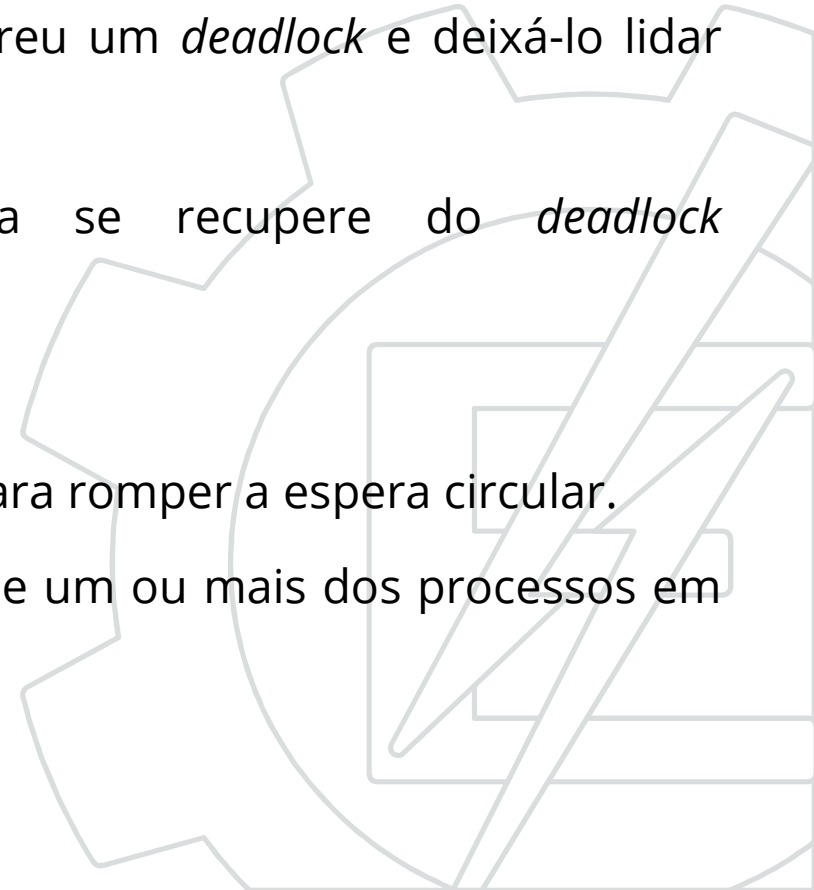 reu um deadlock e deixá-lo lidar
a se recupere do deadlock
ara romper a espera circular.
e um ou mais dos processos em